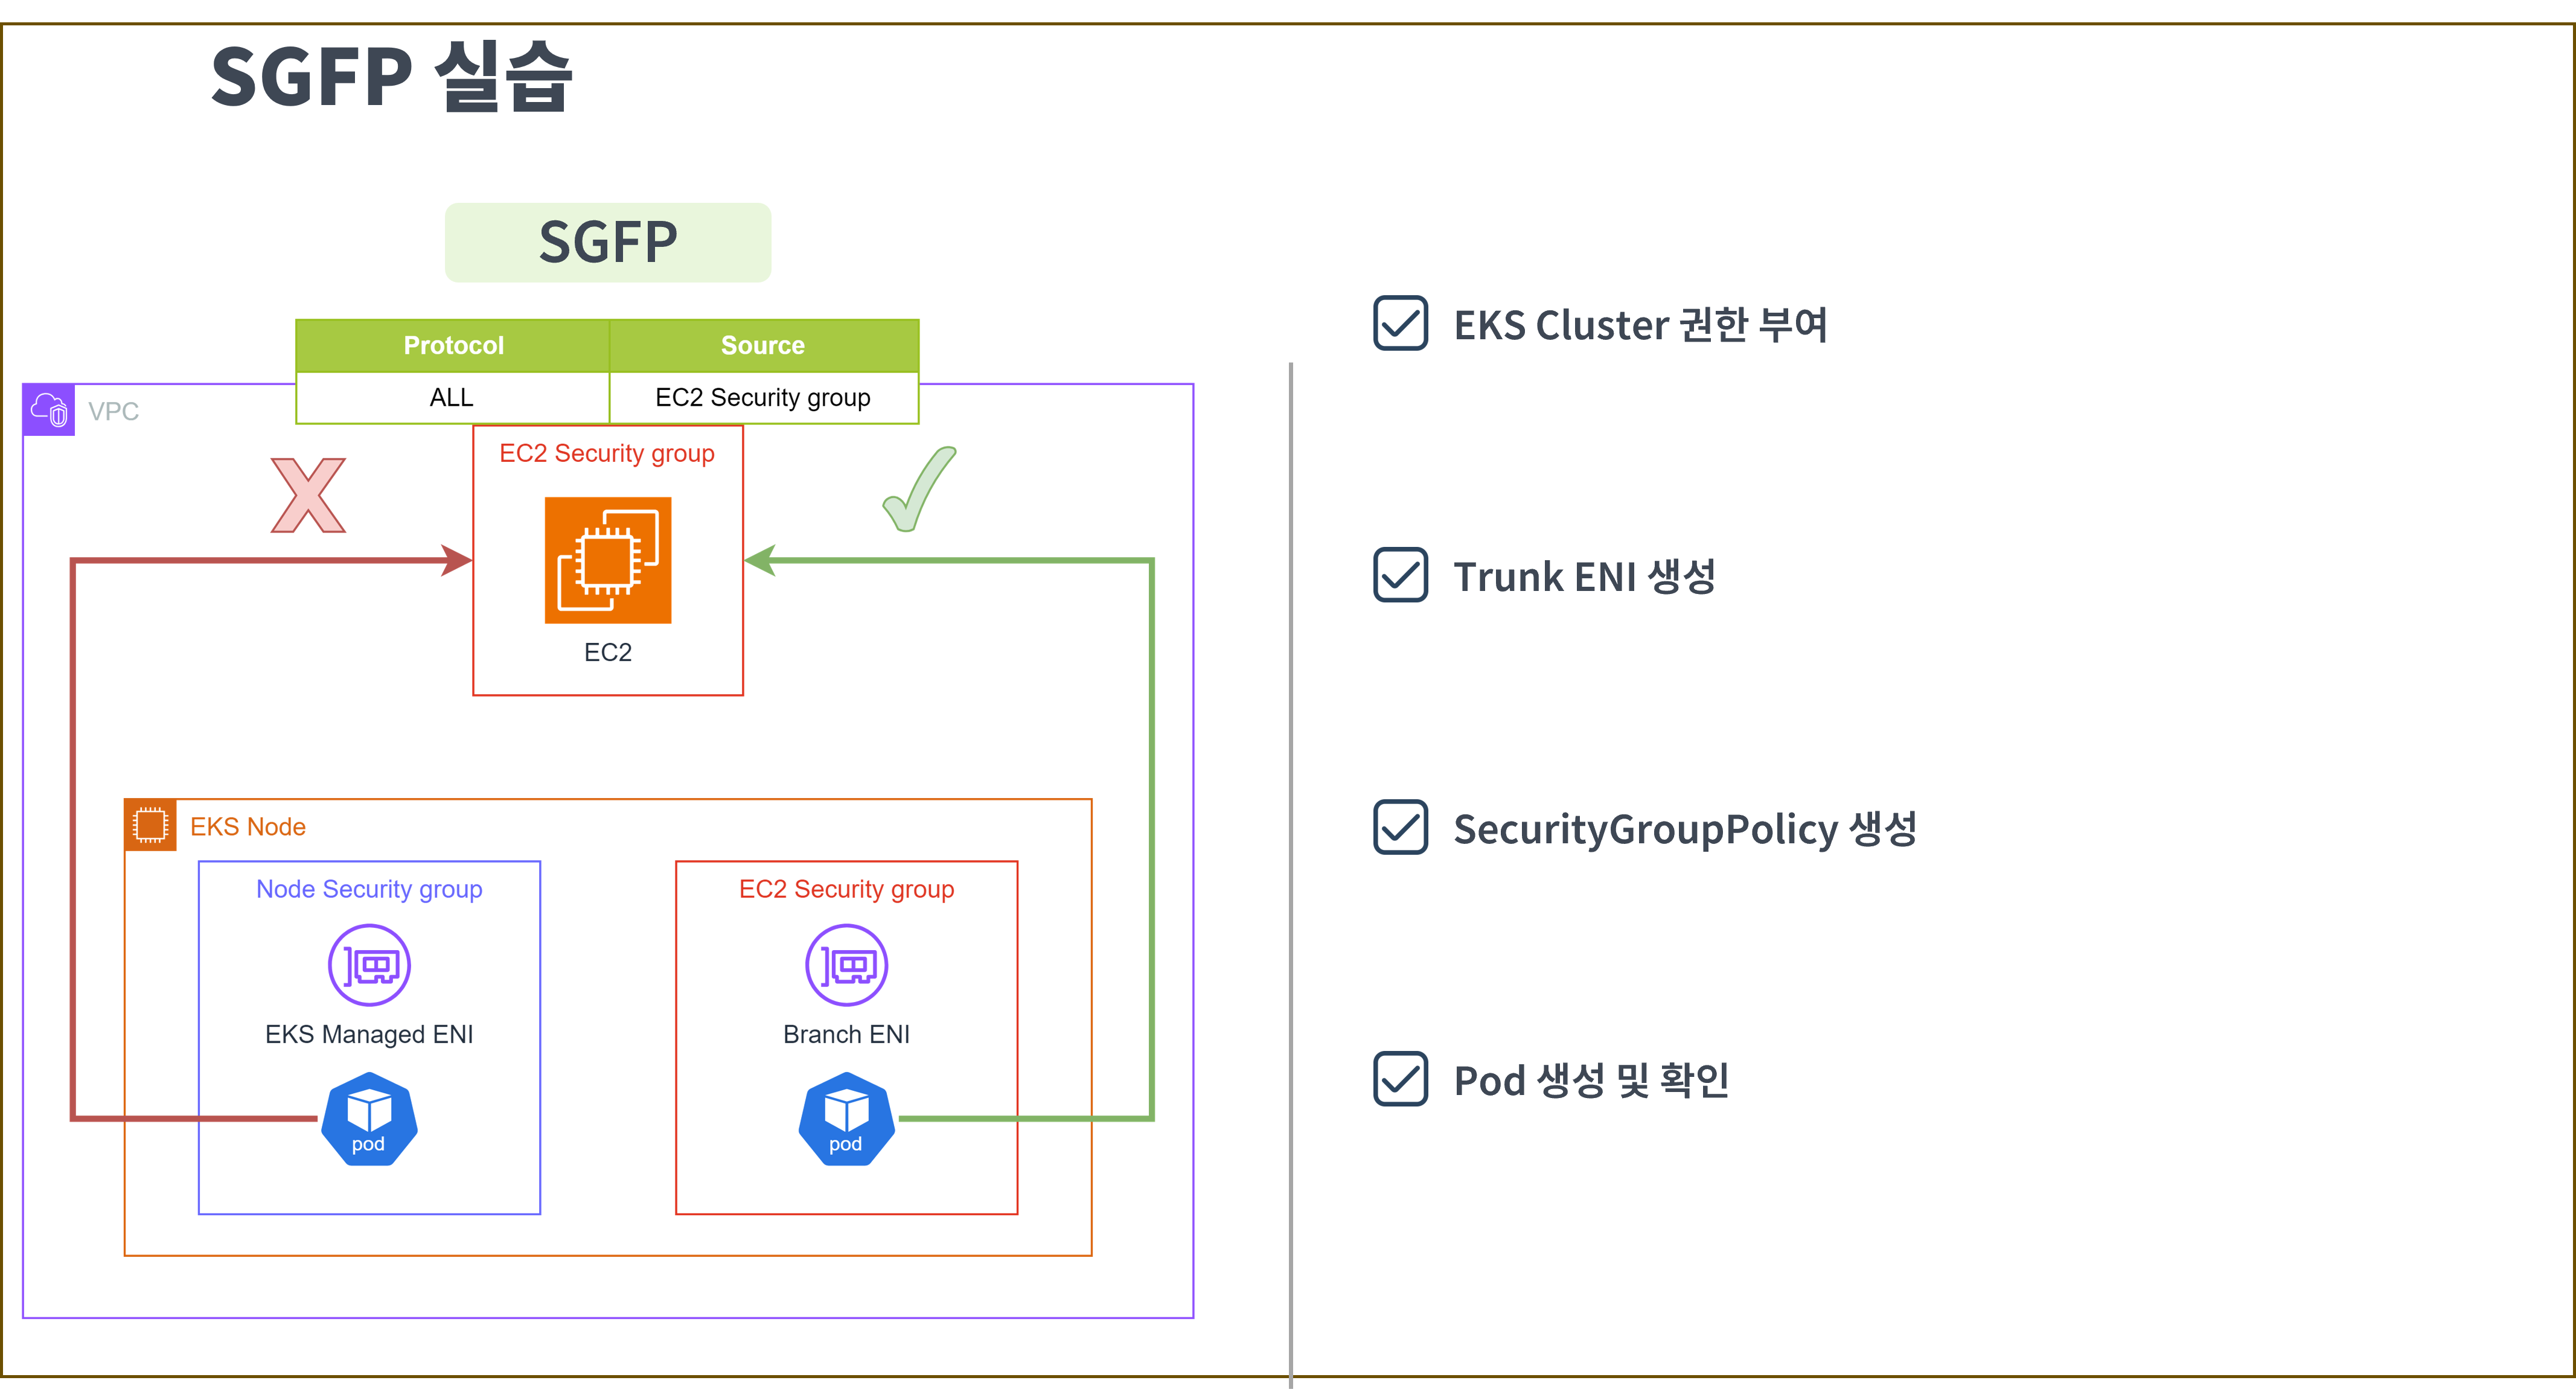 SGFP 실습
SGFP
Protocol Source
ALL EC2 Security group
VPC
EC2 Security group
EC2
EKS Node
Node Security group
EKS Managed ENI
pod
EC2 Security group
Branch ENI
pod
EKS Cluster 권한 부여
Trunk ENI 생성
SecurityGroupPolicy 생성
Pod 생성 및 확인